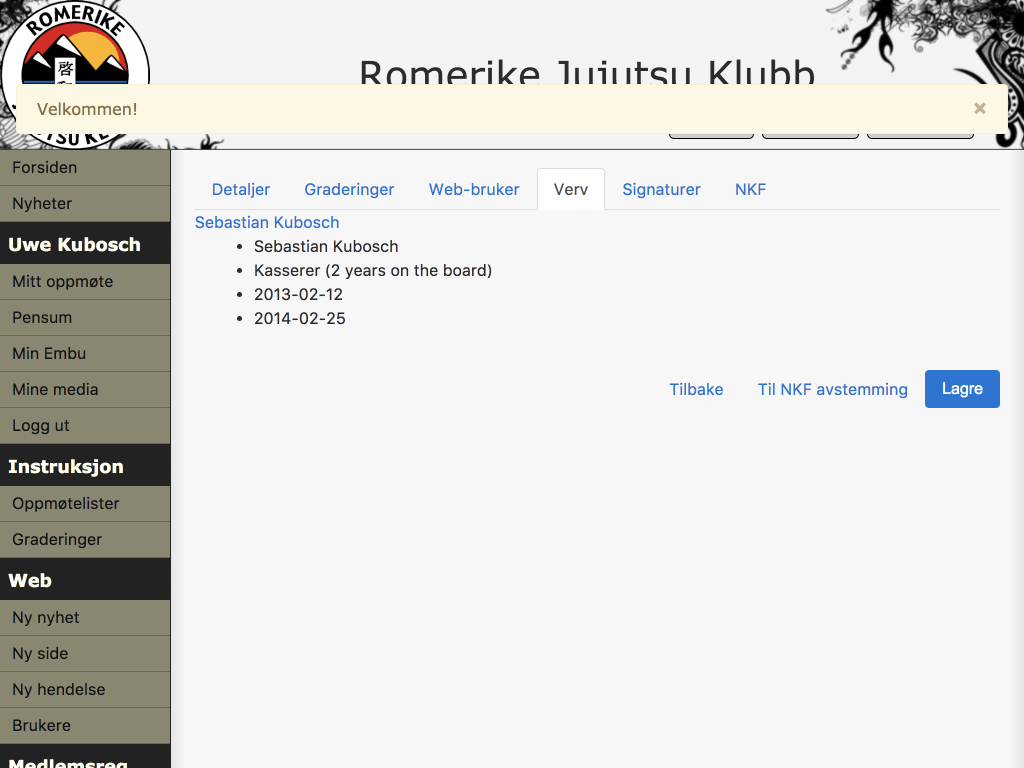 ROMERIKE
啓
Romerike Jujutsu Klubb
Velkommen!
×
Forsiden
Nyheter
Uwe Kubosch
Mitt oppmøte
Pensum
Min Embu
Mine media
Logg ut
Instruksjon
Oppmøtelister
Graderinger
Web
Ny nyhet
Ny side
Ny hendelse
Brukere
Medlemsreg
Detaljer Graderinger Web-bruker Verv Signaturer NKF
Sebastian Kubosch
• Sebastian Kubosch
• Kasserer (2 years on the board)
• 2013-02-12
• 2014-02-25
Tilbake Til NKF avstemming Lagre